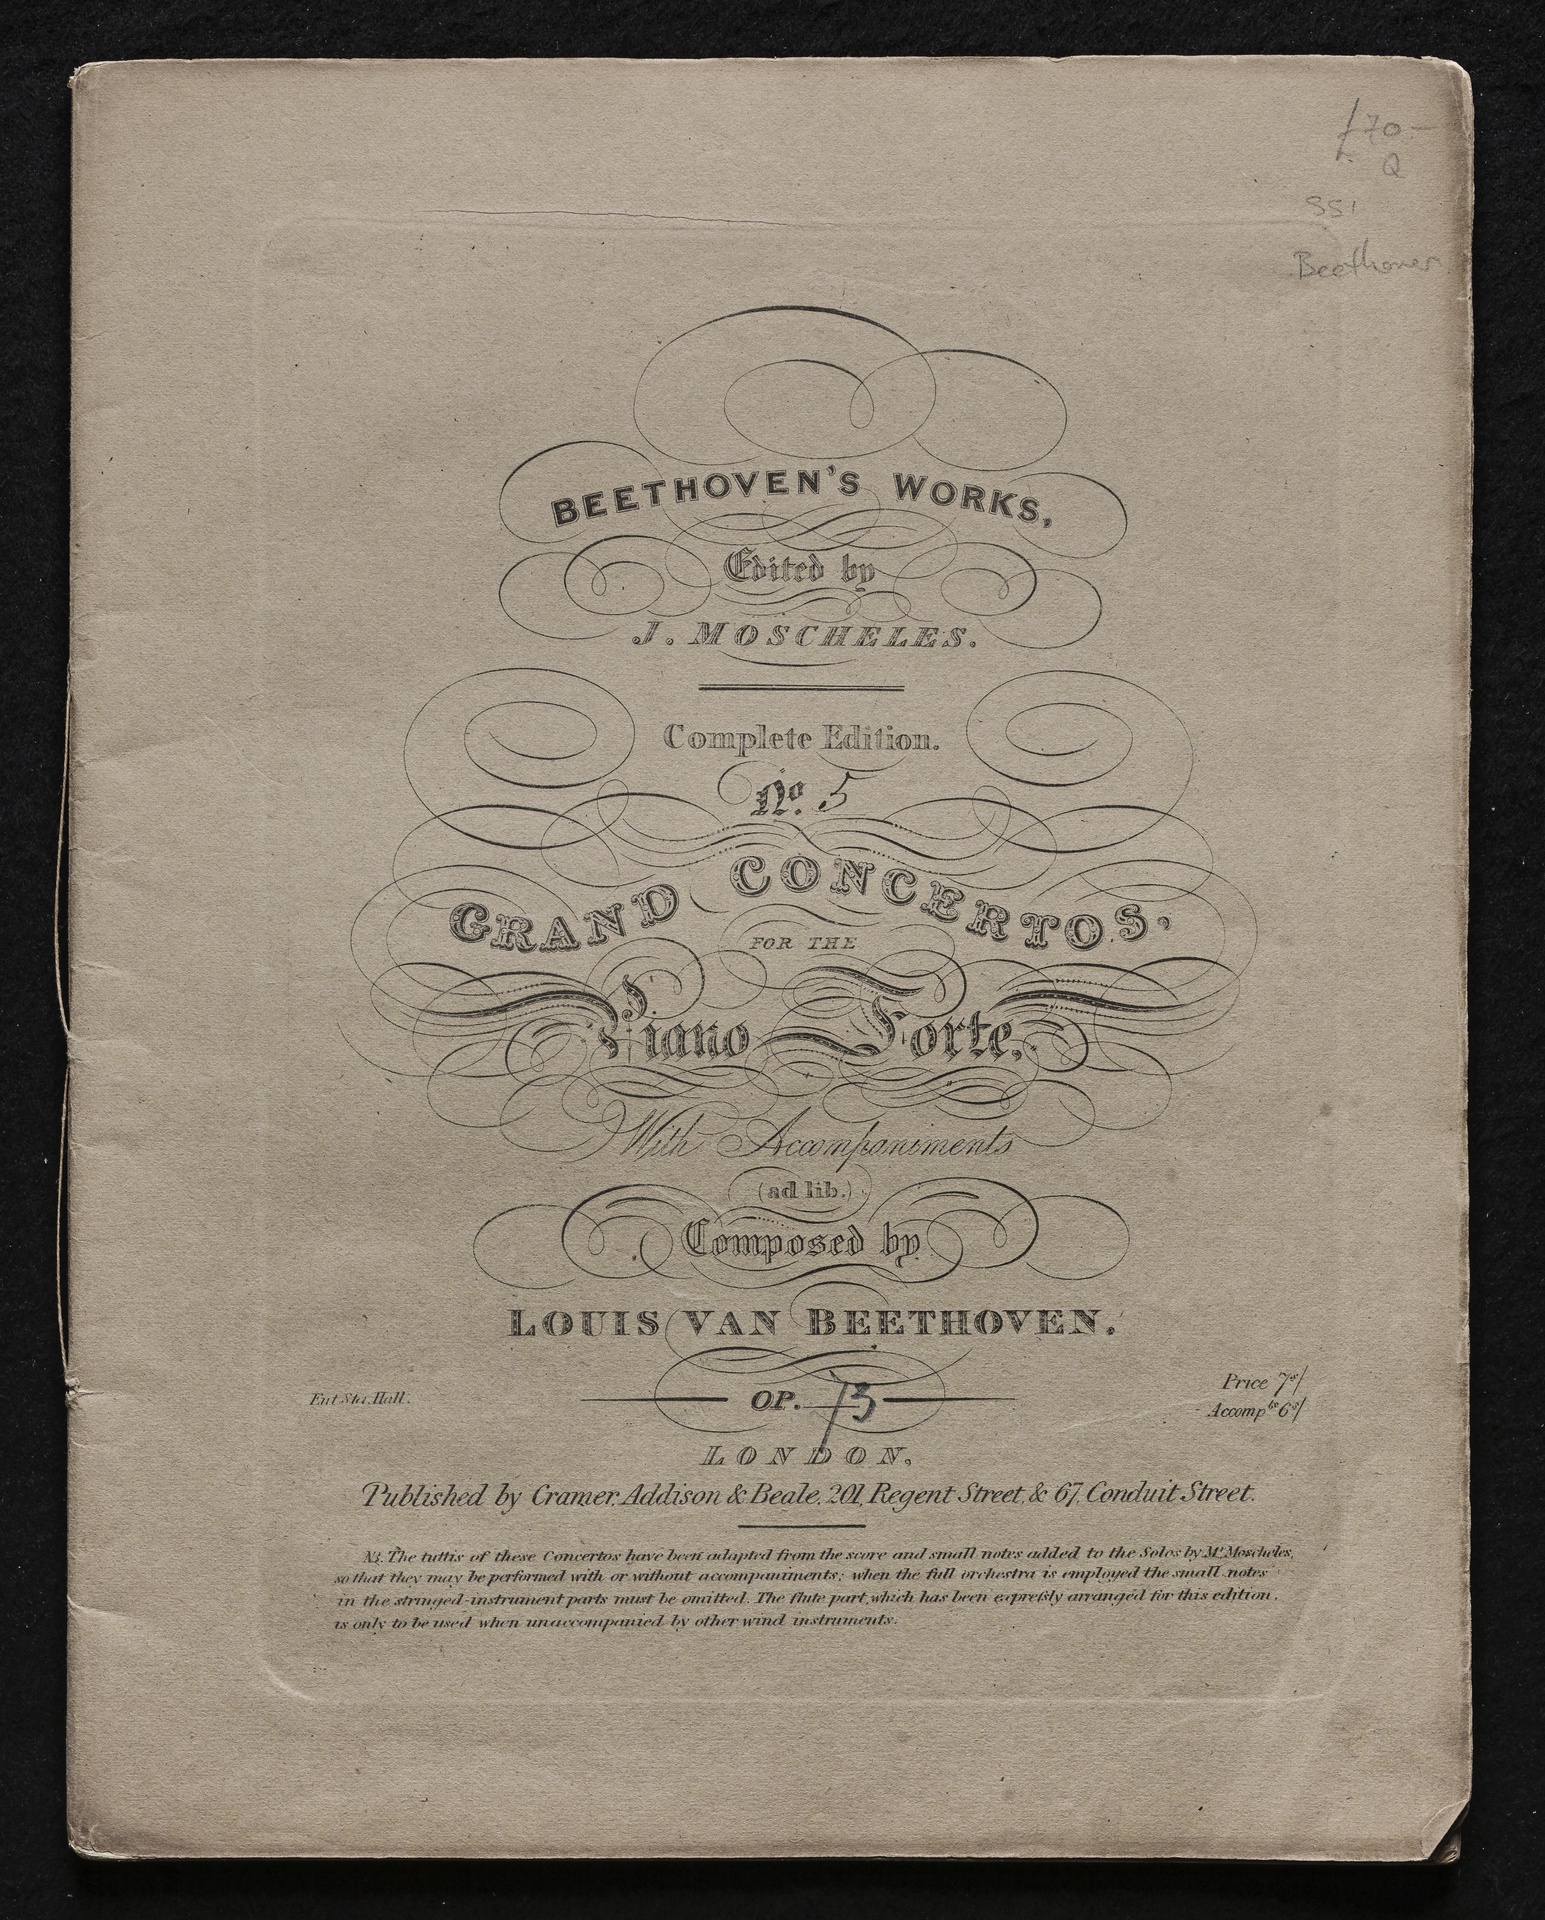 £70-
Q
SS1
Beethoven
BEETHOVEN'S WORKS,
Edited by
J. MOSCHELES.
Complete Edition.
No. 5
GRAND CONCERTOS,
FOR THE
Piano Forte,
With Accompaniments
(ad lib.)
Composed by
LOUIS VAN BEETHOVEN.
Ent. Sta. Hall.
OP. 73
Price 7s/
Accompts 6s/
LONDON,
Published by Cramer, Addison & Beale, 201, Regent Street, & 67, Conduit Street.
NB. The tuttis of these Concertos have been adapted from the score and small notes added to the Solos by Mr. Moscheles,
so that they may be performed with or without accompaniments; when the full orchestra is employed the small notes
in the stringed-instrument parts must be omitted. The flute part, which has been expressly arranged for this edition,
is only to be used when unaccompanied by other wind instruments.